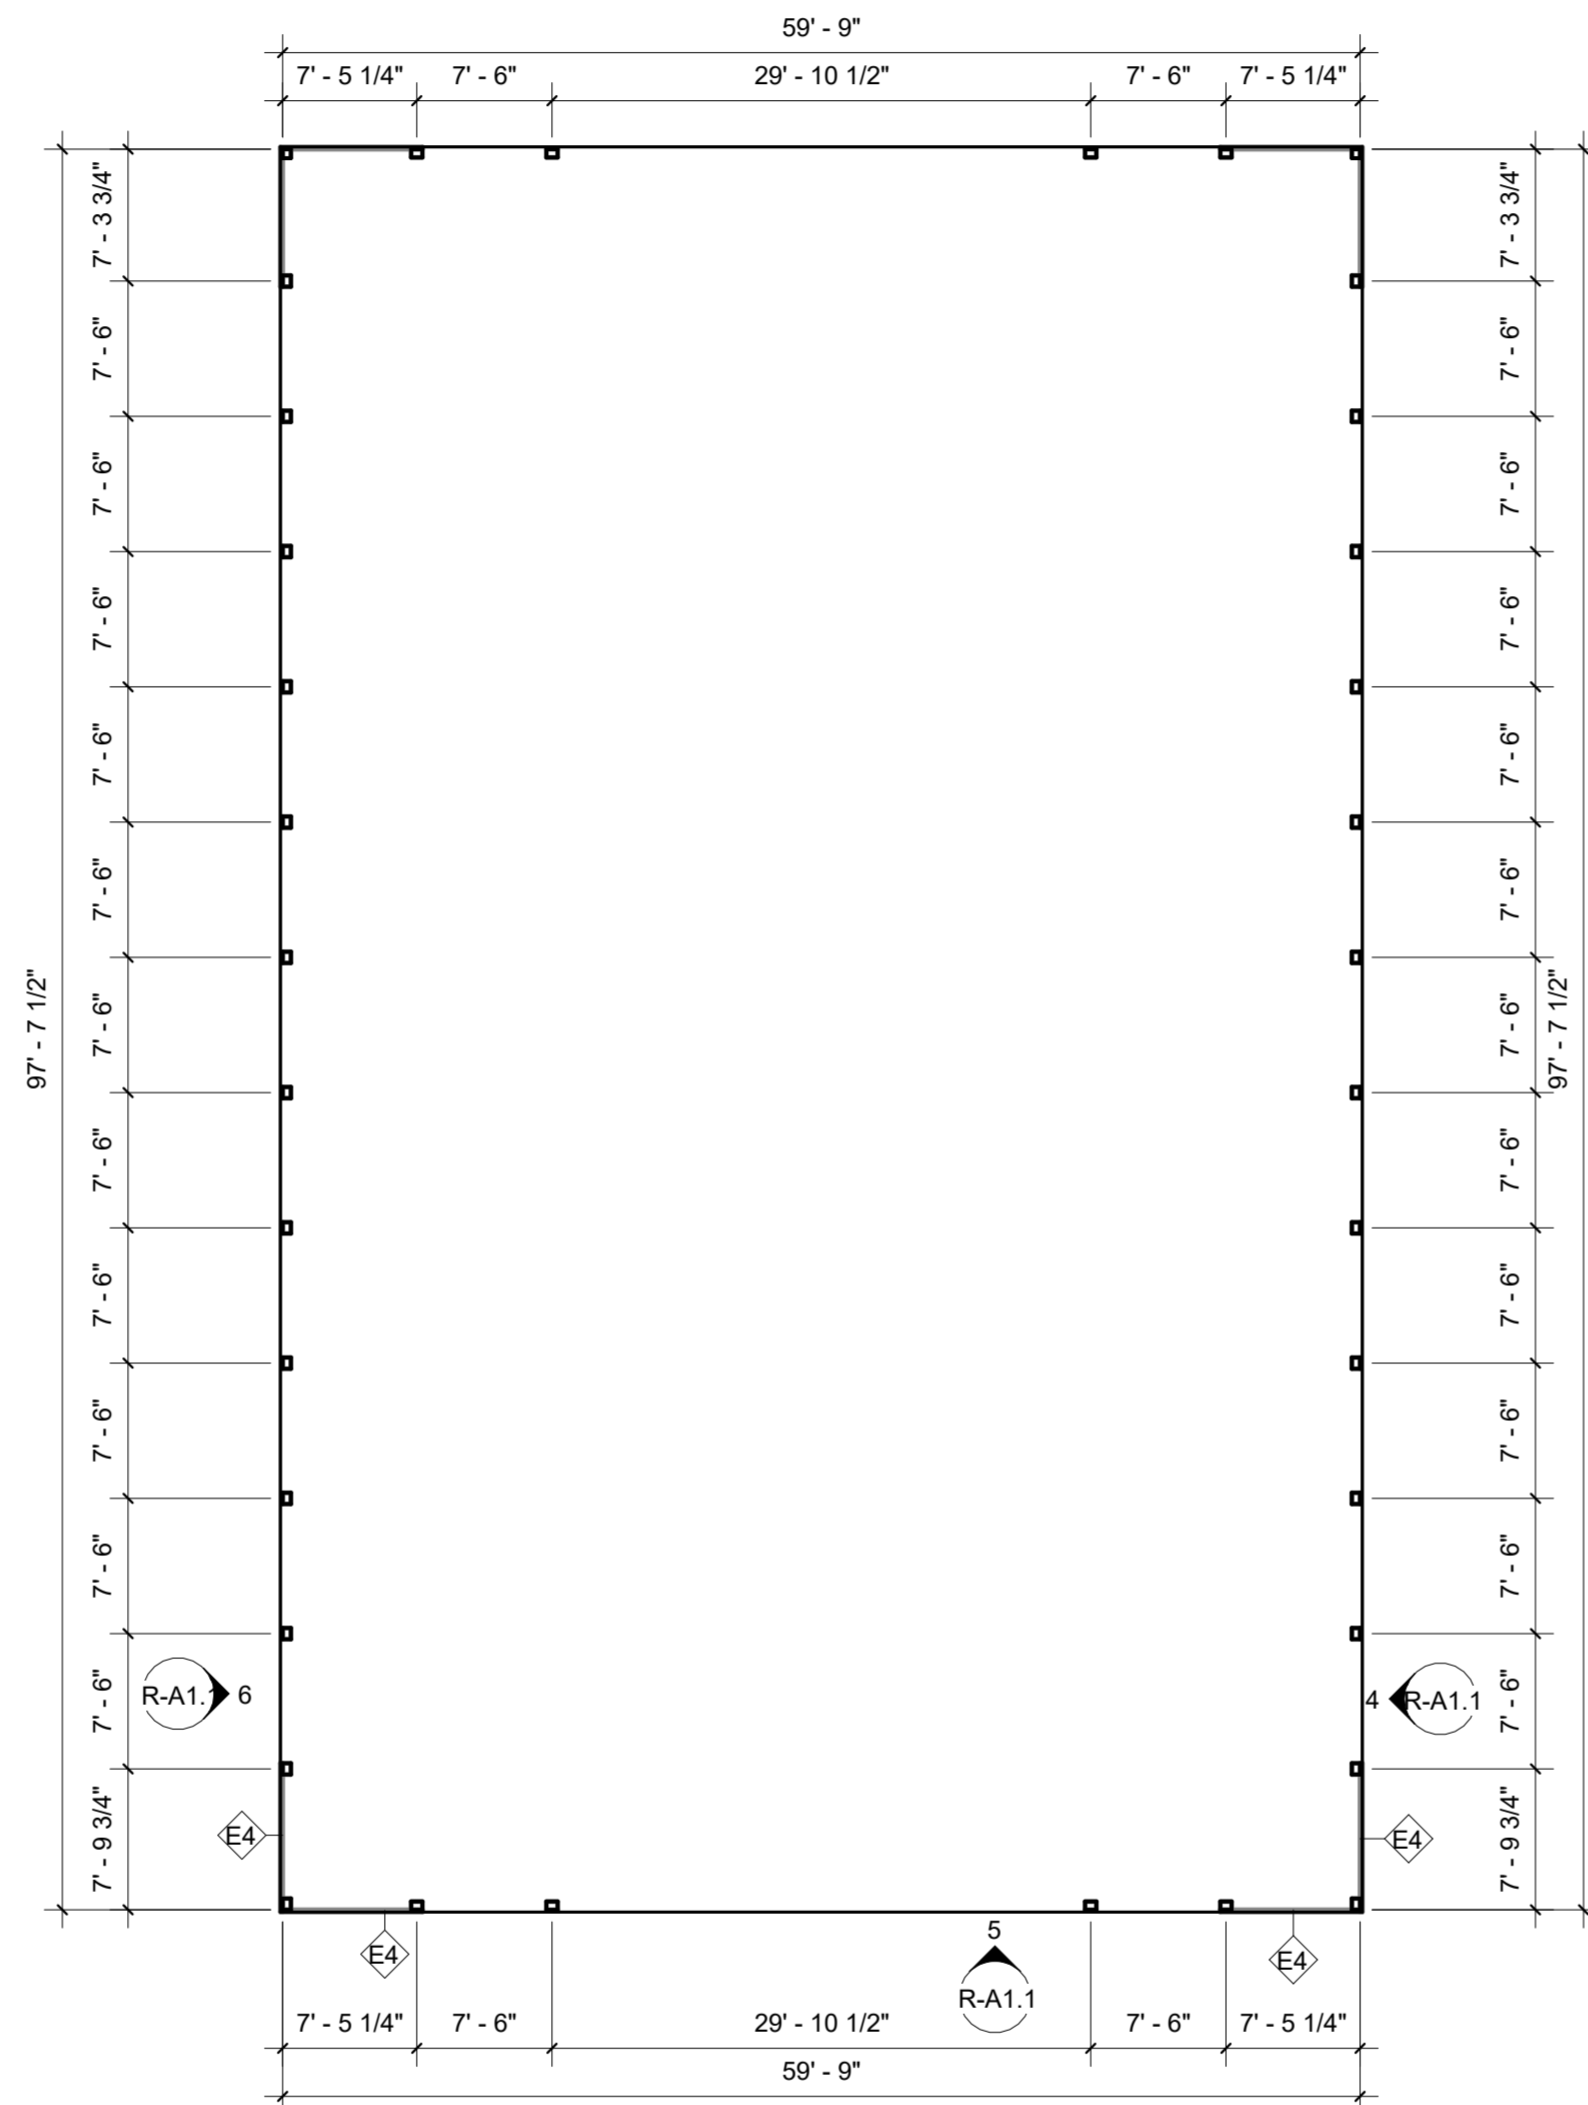 59' - 9"
7' - 5 1/4"
7' - 6"
29' - 10 1/2"
7' - 6"
7' - 5 1/4"
97' - 7 1/2"
7' - 3 3/4"
7' - 6"
7' - 6"
7' - 6"
7' - 6"
7' - 6"
7' - 6"
7' - 6"
7' - 6"
7' - 6"
7' - 6"
7' - 6"
7' - 9 3/4"
R-A1.1
6
E4
7' - 3 3/4"
7' - 6"
7' - 6"
7' - 6"
7' - 6"
7' - 6"
7' - 6"
7' - 6"
7' - 6"
7' - 6"
7' - 6"
7' - 6"
7' - 9 3/4"
97' - 7 1/2"
4
R-A1.1
E4
E4
5
R-A1.1
E4
7' - 5 1/4"
7' - 6"
29' - 10 1/2"
7' - 6"
7' - 5 1/4"
59' - 9"